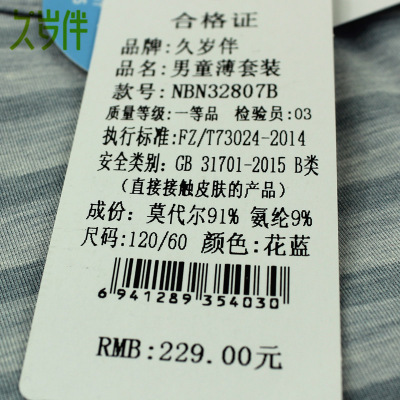 久岁伴
合格证
品牌:久岁伴
品名:男童薄套装
款号:NBN32807B
质量等级:一等品 检验员:03
执行标准:FZ/T73024-2014
安全类别: GB 31701-2015 B类
(直接接触皮肤的产品)
成份: 莫代尔91% 氨纶9%
尺码:120/60 颜色:花蓝
6 941289 354030
RMB:229.00元